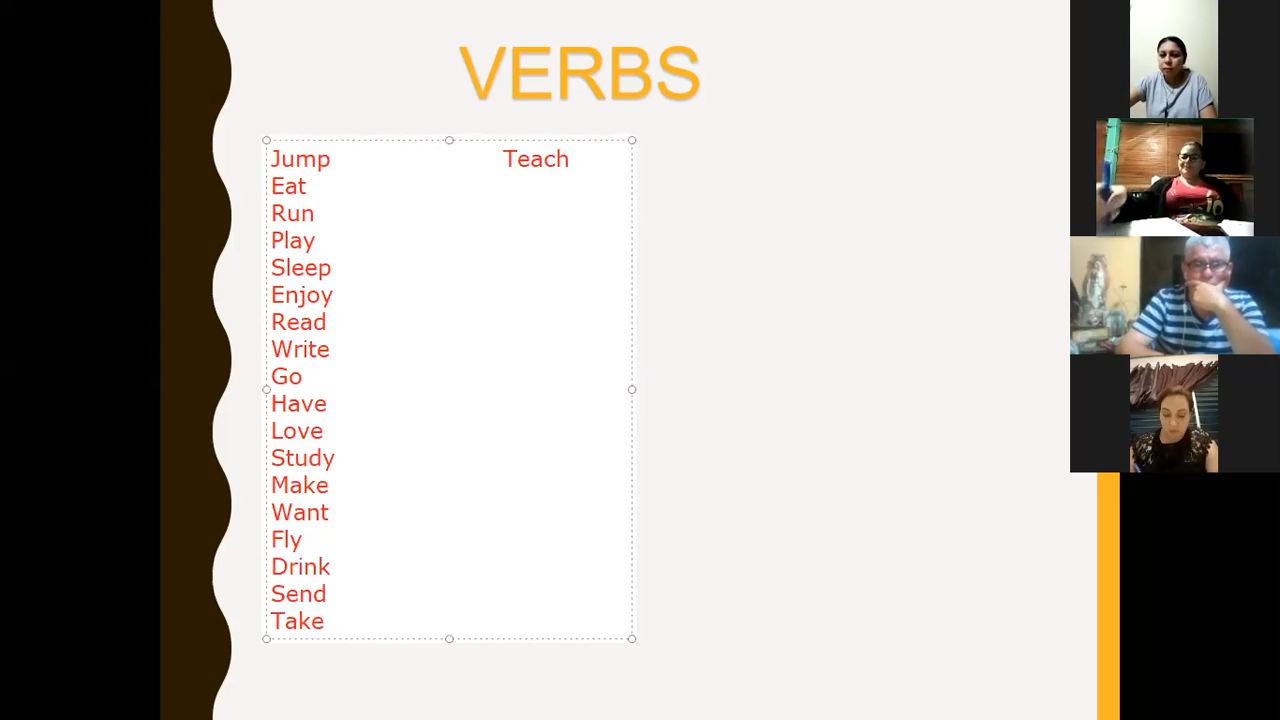 VERBS
Jump Teach
Eat
Run
Play
Sleep
Enjoy
Read
Write
Go
Have
Love
Study
Make
Want
Fly
Drink
Send
Take